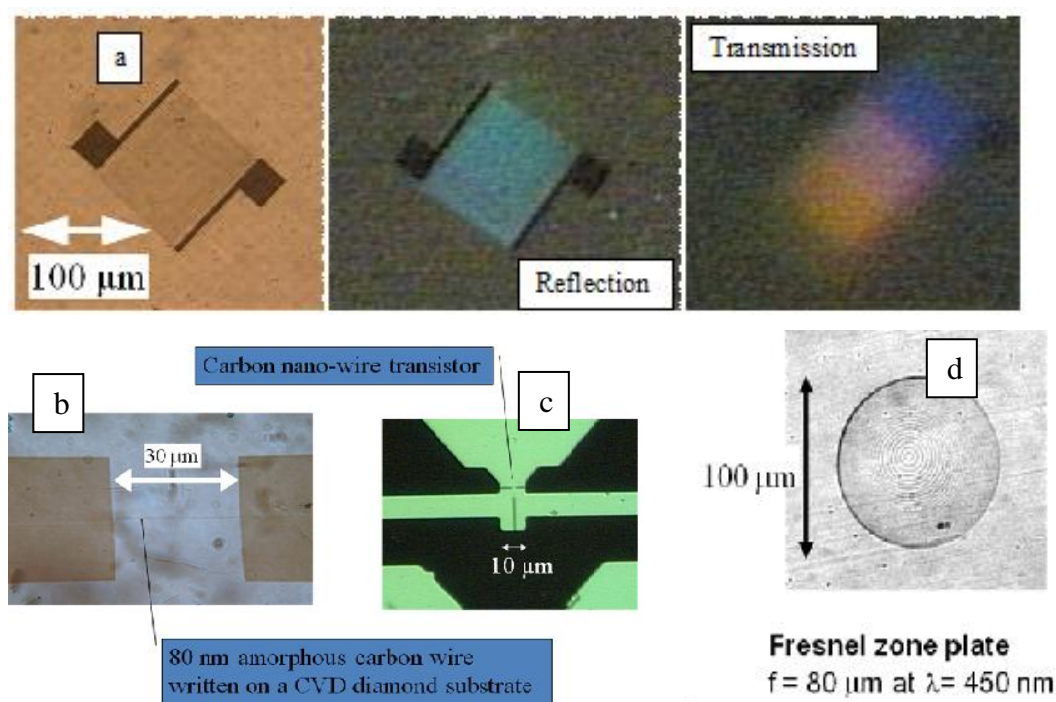 a
100 μm
Reflection
Transmission
Carbon nano-wire transistor
b
30 μm
c
10 μm
80 nm amorphous carbon wire
written on a CVD diamond substrate
d
100 μm
Fresnel zone plate
f = 80 μm at λ= 450 nm